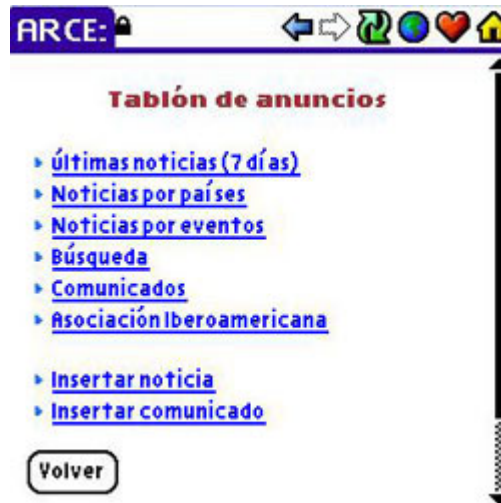 ARCE:
Tablón de anuncios
últimas noticias (7 días)
Noticias por países
Noticias por eventos
Búsqueda
Comunicados
Asociación Iberoamericana
Insertar noticia
Insertar comunicado
Volver